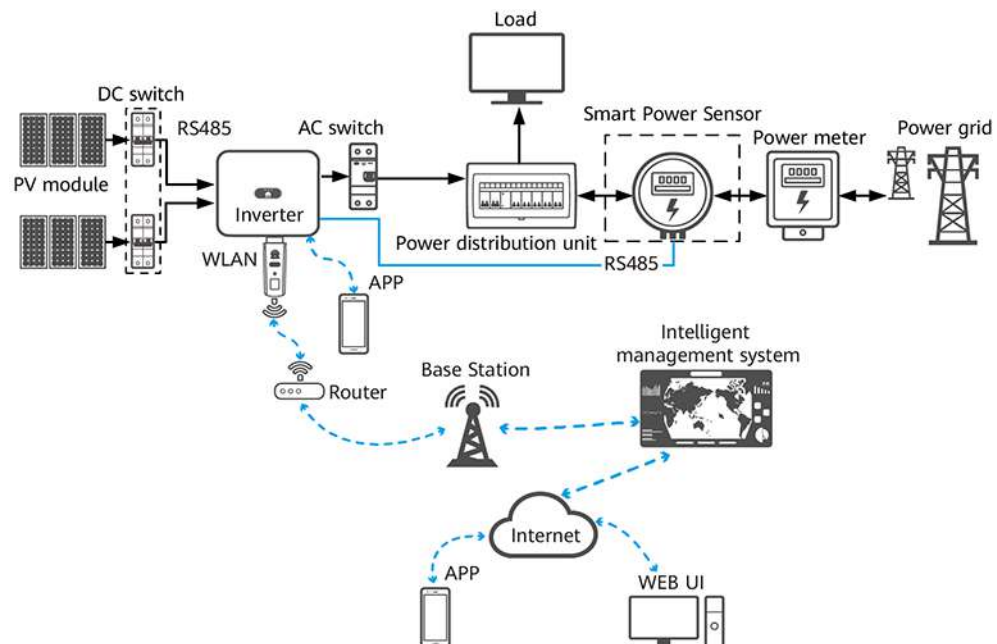 Load
DC switch
RS485
AC switch
Smart Power Sensor
Power meter
Power grid
PV module
Inverter
Power distribution unit
WLAN
APP
RS485
Intelligent
management system
Base Station
Router
Internet
APP
WEB UI